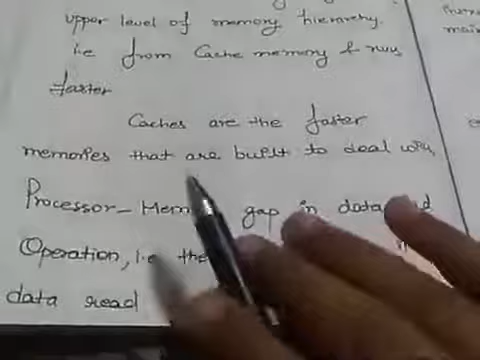 upper level of memory hierarchy.
i.e from Cache memory & runs
faster
Caches are the faster
memories that are built to deal with
Processor- Mem gap in data
Operation, i.e the
data read